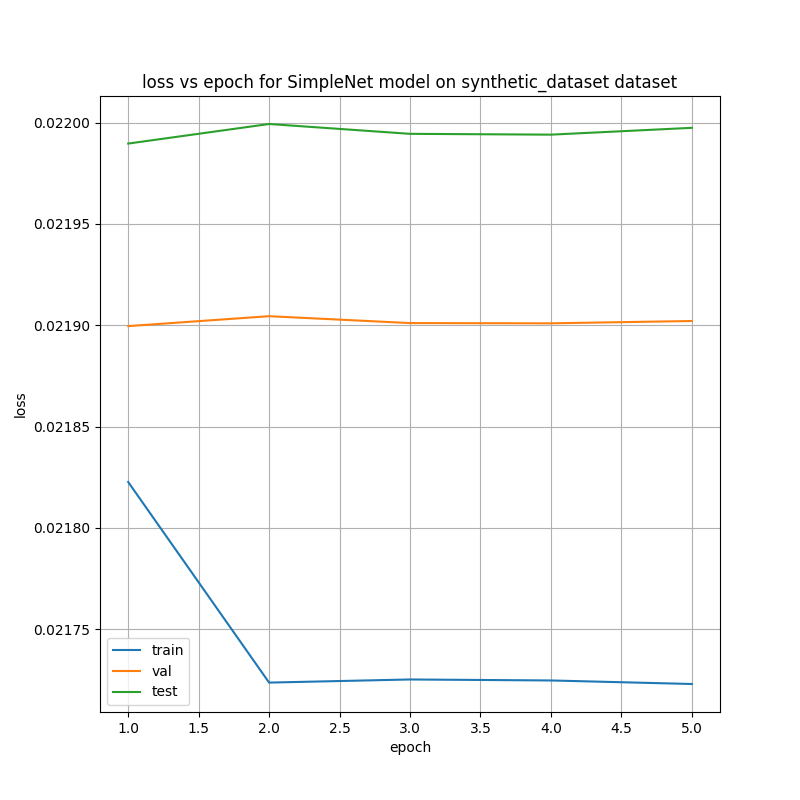 loss vs epoch for SimpleNet model on synthetic_dataset dataset
0.02200
0.02195
0.02190
0.02185
0.02180
0.02175
loss
train
val
test
1.0 1.5 2.0 2.5 3.0 3.5 4.0 4.5 5.0
epoch